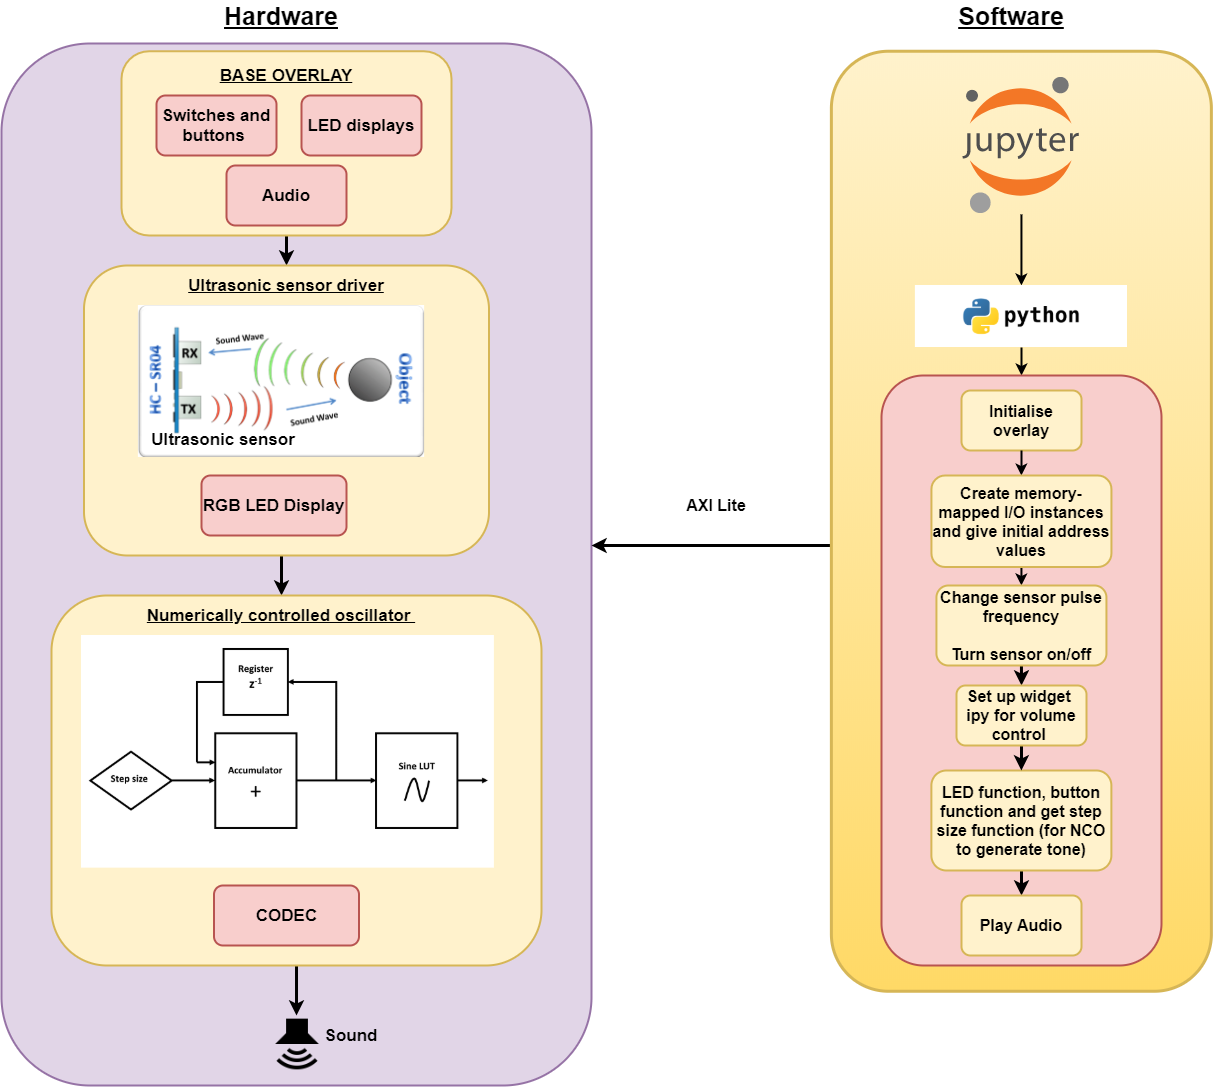 Hardware
BASE OVERLAY
Switches and
buttons
LED displays
Audio
Ultrasonic sensor driver
HC – SR04
RX
TX
Sound Wave
Sound Wave
Object
Ultrasonic sensor
RGB LED Display
Numerically controlled oscillator
Register
z-1
Step size
Accumulator
+
Sine LUT
CODEC
Sound
AXI Lite
Software
jupyter
python
Initialise
overlay
Create memory-
mapped I/O instances
and give initial address
values
Change sensor pulse
frequency
Turn sensor on/off
Set up widget
ipy for volume
control
LED function, button
function and get step
size function (for NCO
to generate tone)
Play Audio